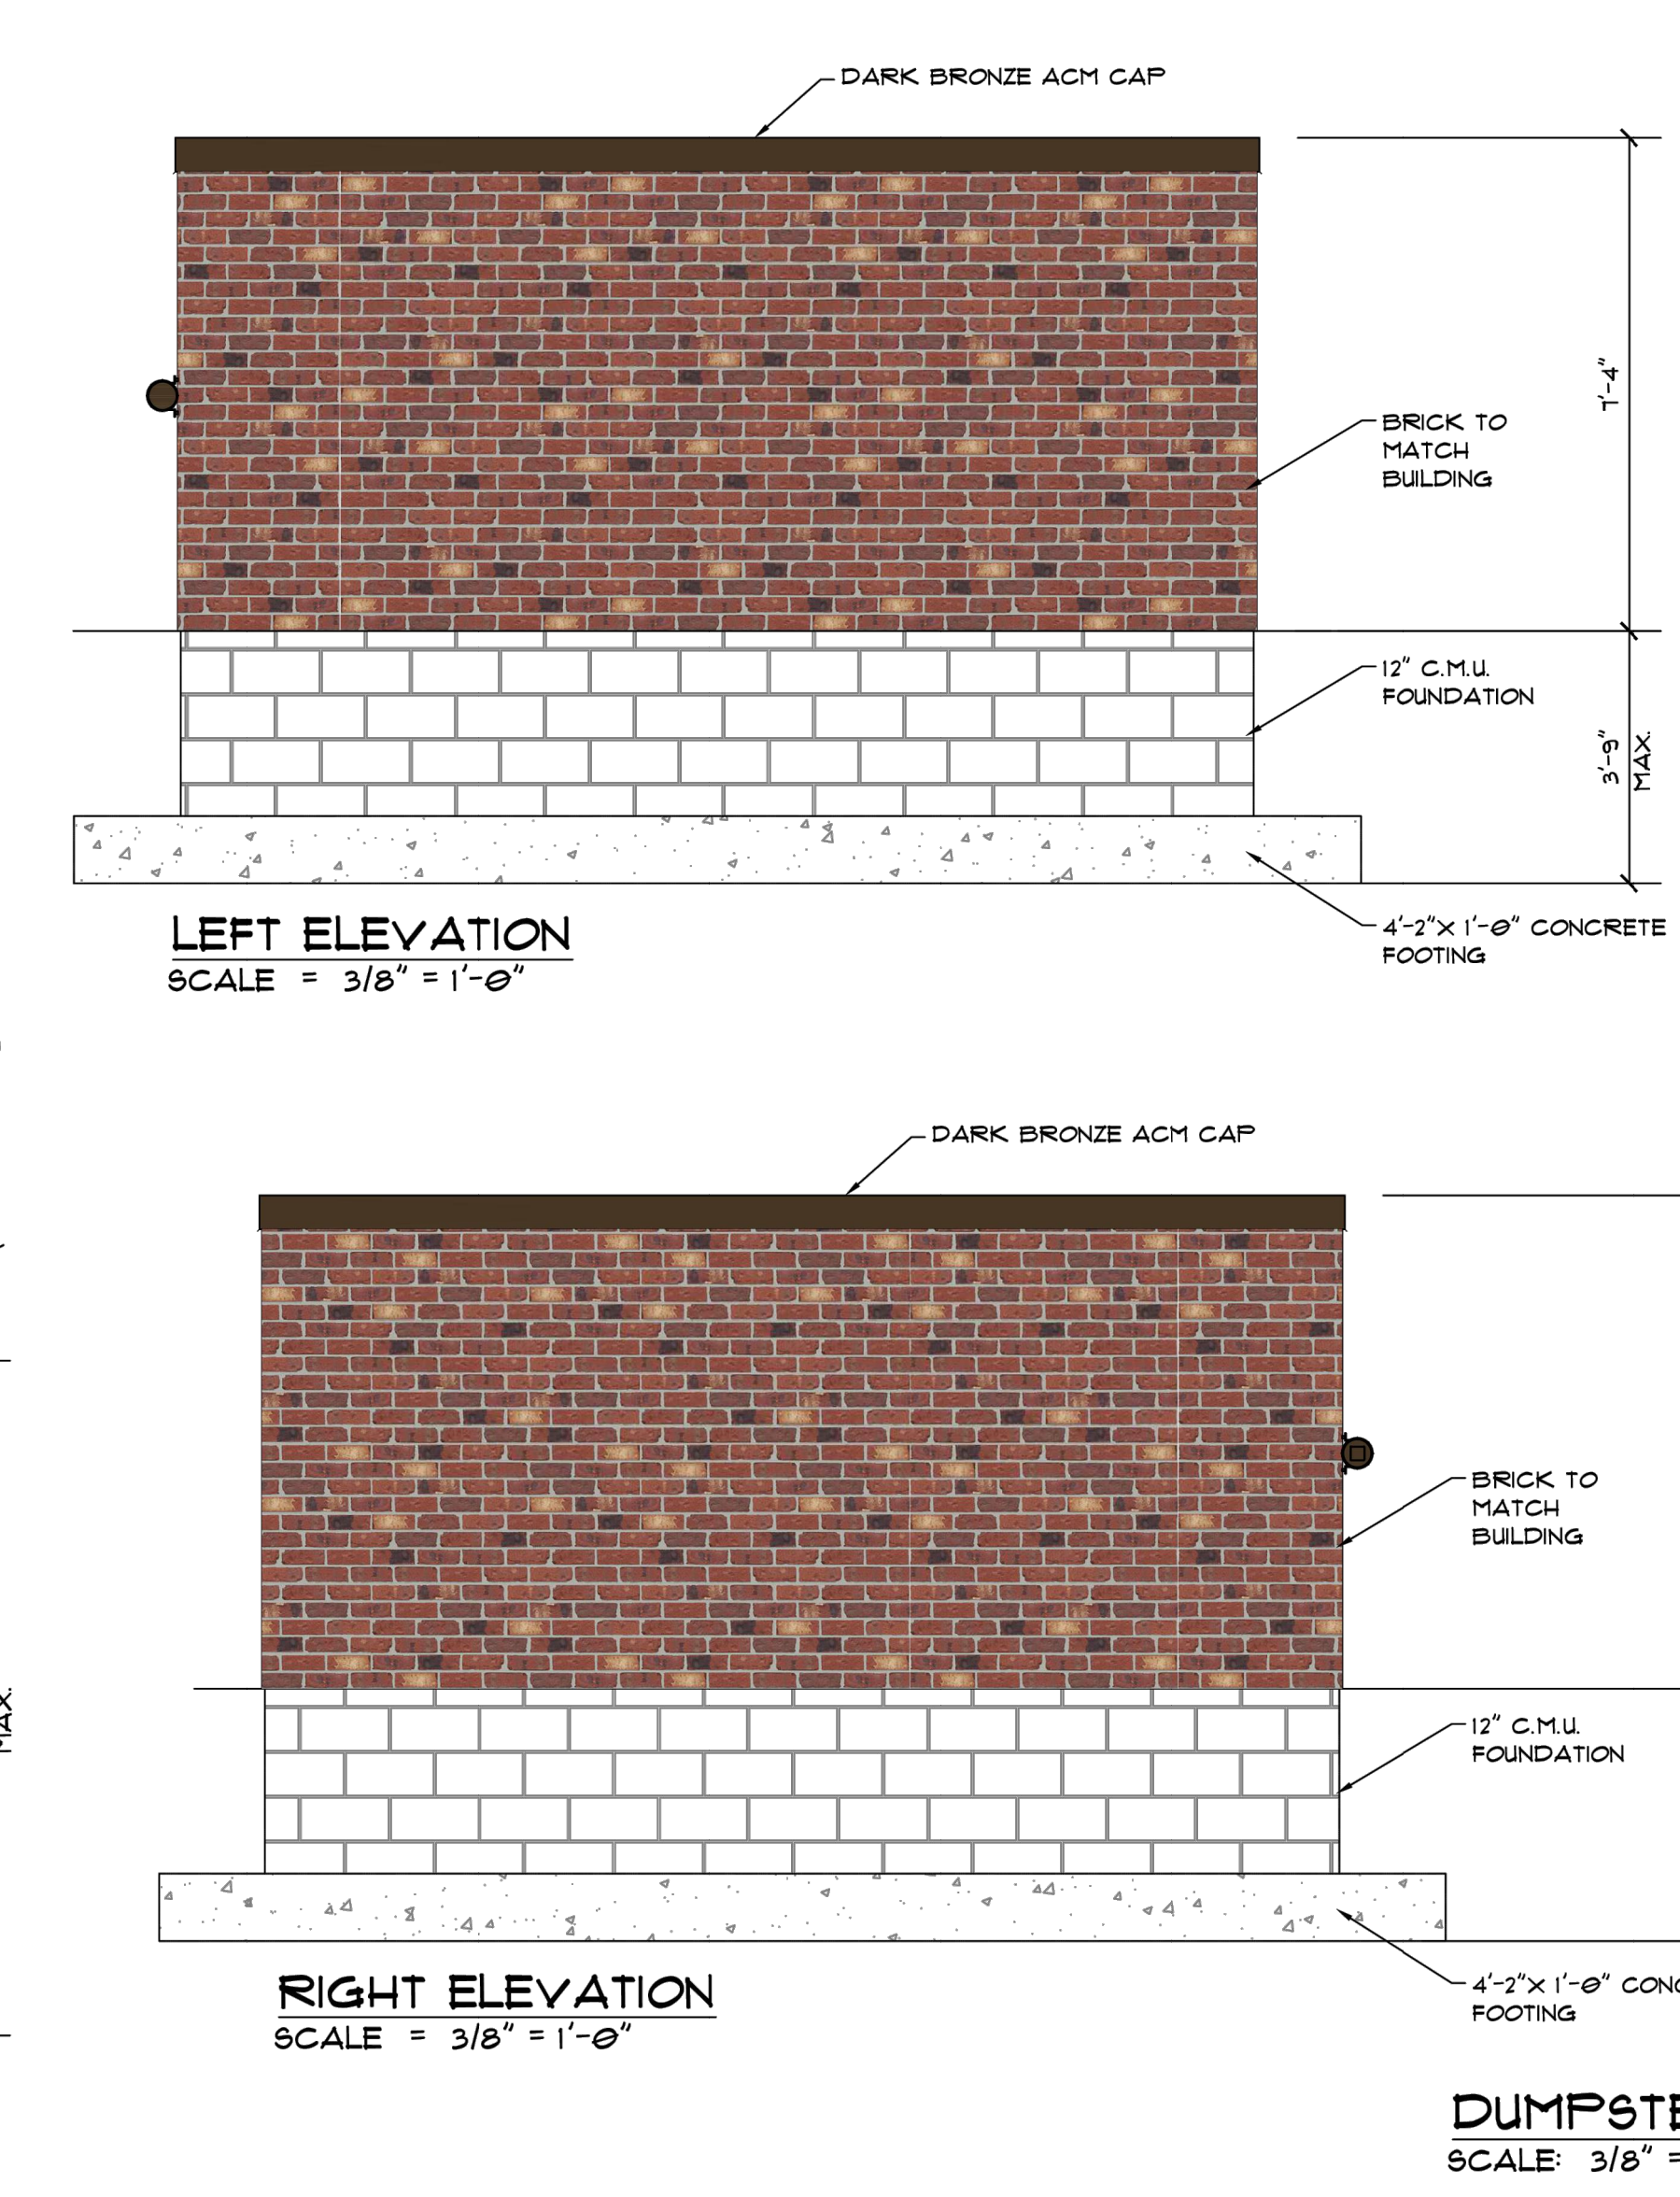 DARK BRONZE ACM CAP
7'-4"
BRICK TO
MATCH
BUILDING
12" C.M.U.
FOUNDATION
3'-9"
MAX.
4'-2"X 1'-0" CONCRETE
FOOTING
LEFT ELEVATION
SCALE = 3/8" = 1'-0"
DARK BRONZE ACM CAP
BRICK TO
MATCH
BUILDING
MAX.
12" C.M.U.
FOUNDATION
4'-2"X 1'-0" CONC
FOOTING
RIGHT ELEVATION
SCALE = 3/8" = 1'-0"
DUMPSTE
SCALE: 3/8" =